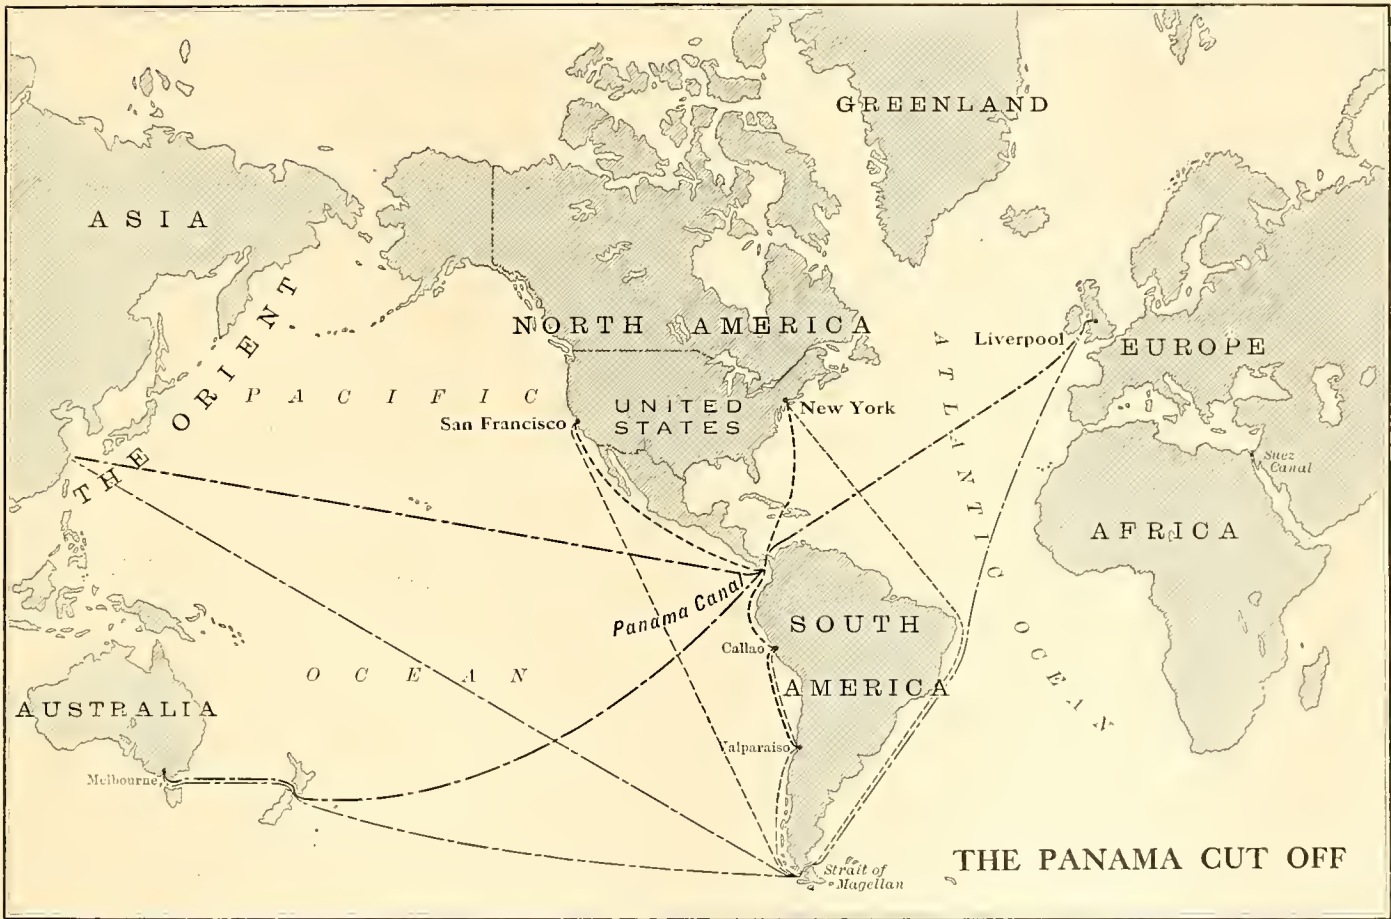 GREENLAND
ASIA
THE ORIENT
NORTH AMERICA
Liverpool
EUROPE
PACIFIC
UNITED
STATES
New York
San Francisco
ATLANTIC
Suez
Canal
AFRICA
Panama Canal
SOUTH
Callao
OCEAN
OCEAN
AMERICA
AUSTRALIA
Valparaiso
Melbourne
THE PANAMA CUT OFF
Strait of
Magellan